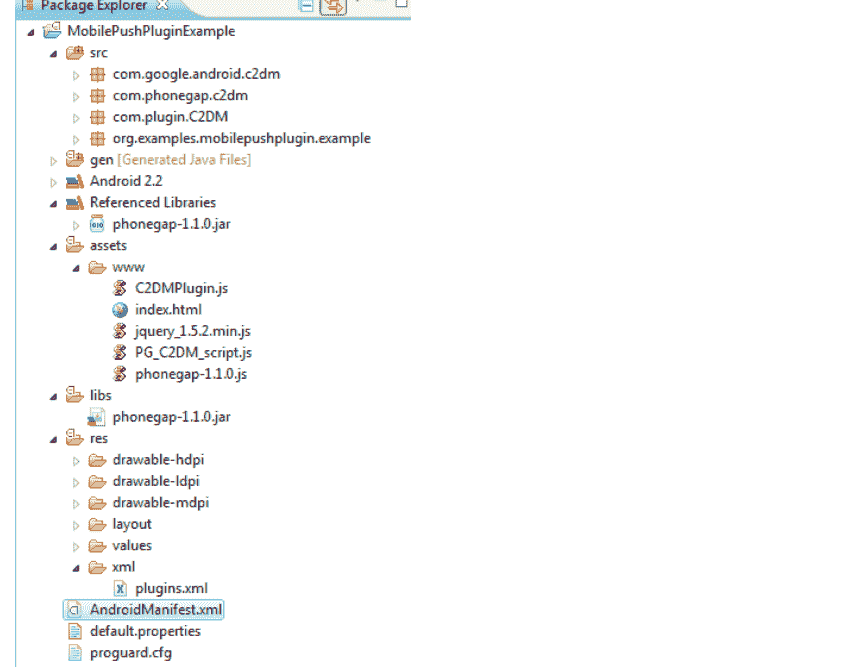 Package Explorer
MobilePushPluginExample
src
com.google.android.c2dm
com.phonegap.c2dm
com.plugin.C2DM
org.examples.mobilepushplugin.example
gen [Generated Java Files]
Android 2.2
Referenced Libraries
phonegap-1.1.0.jar
assets
www
C2DMPlugin.js
index.html
jquery_1.5.2.min.js
PG_C2DM_script.js
phonegap-1.1.0.js
libs
phonegap-1.1.0.jar
res
drawable-hdpi
drawable-ldpi
drawable-mdpi
layout
values
xml
plugins.xml
AndroidManifest.xml
default.properties
proguard.cfg